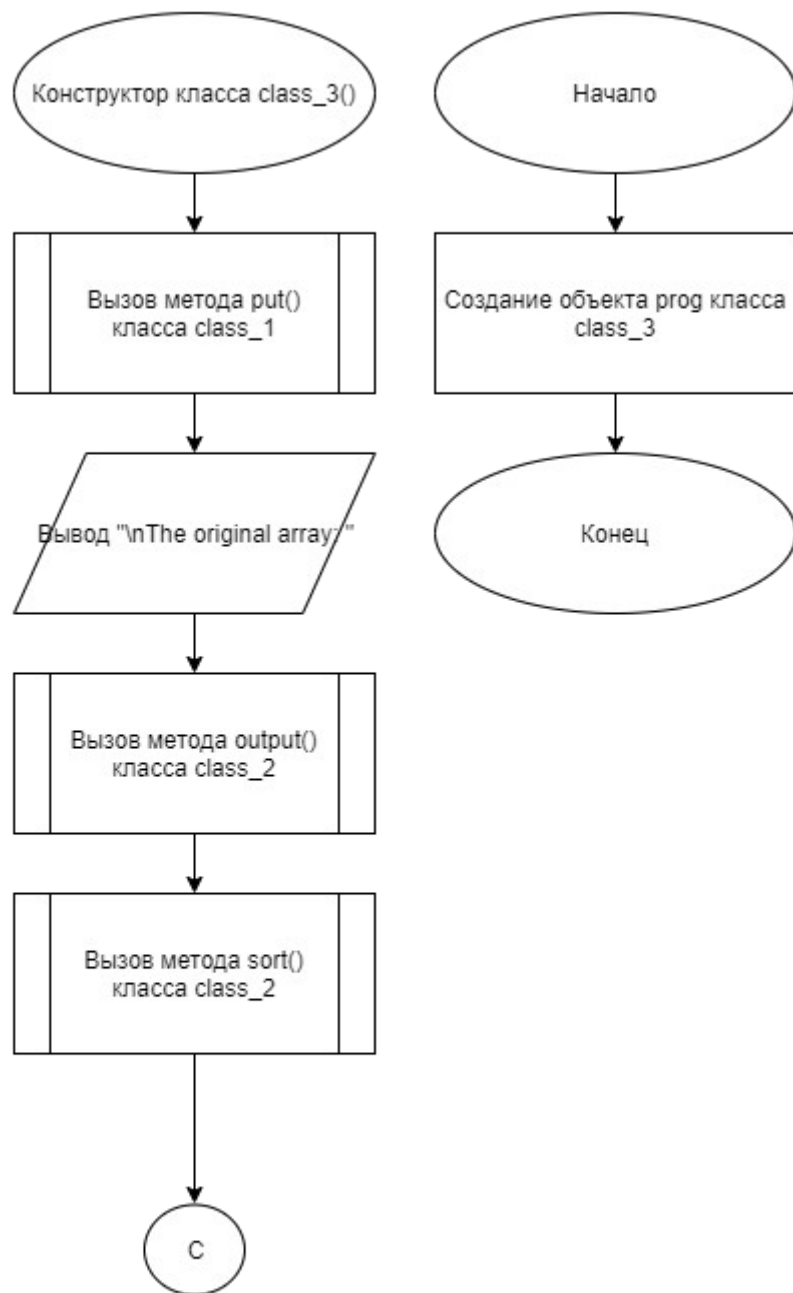 Конструктор класса class_3()
Вызов метода put()
класса class_1
Вывод "\nThe original array: "
Вызов метода output()
класса class_2
Вызов метода sort()
класса class_2
С
Начало
Создание объекта prog класса
class_3
Конец